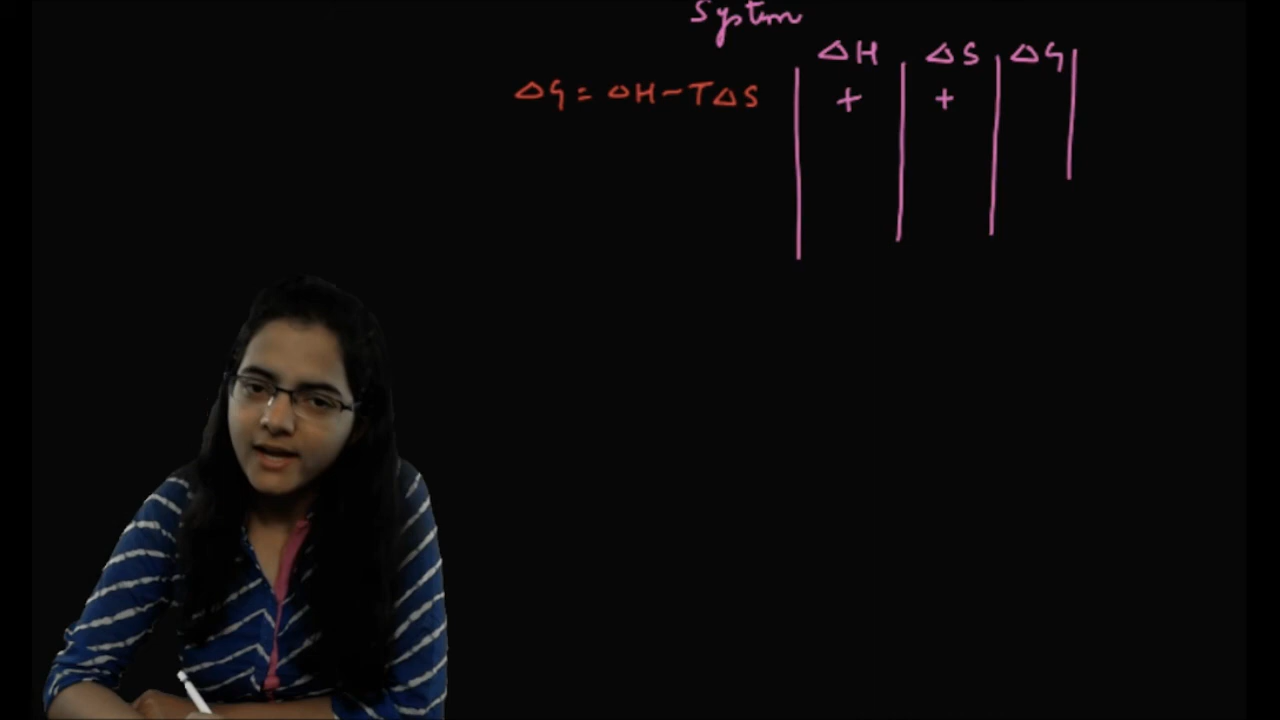 System
ΔH ΔS ΔG
ΔG = ΔH - TΔS + +